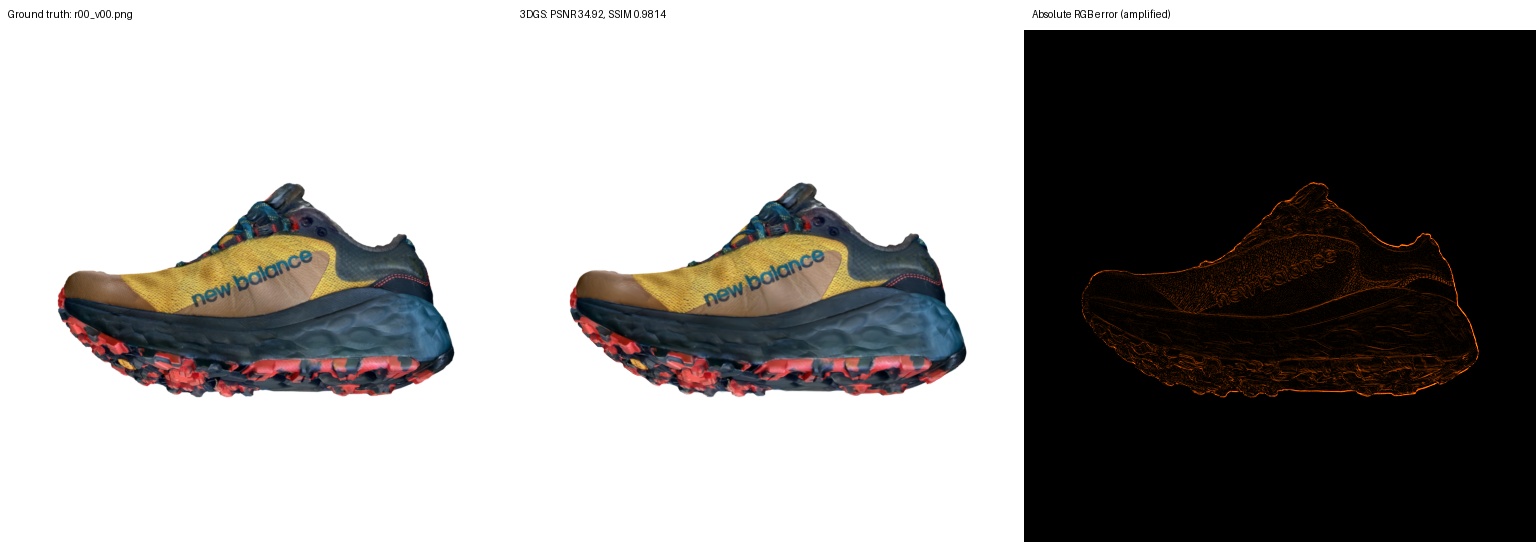 Ground truth: r00_v00.png
3DGS: PSNR 34.92, SSIM 0.9814
Absolute RGB error (amplified)
new balance
new balance